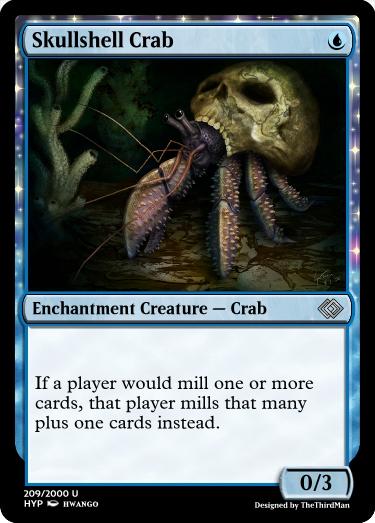 Skullshell Crab
Enchantment Creature — Crab
If a player would mill one or more
cards, that player mills that many
plus one cards instead.
0/3
209/2000 U
HYP HWANGO
Designed by TheThirdMan